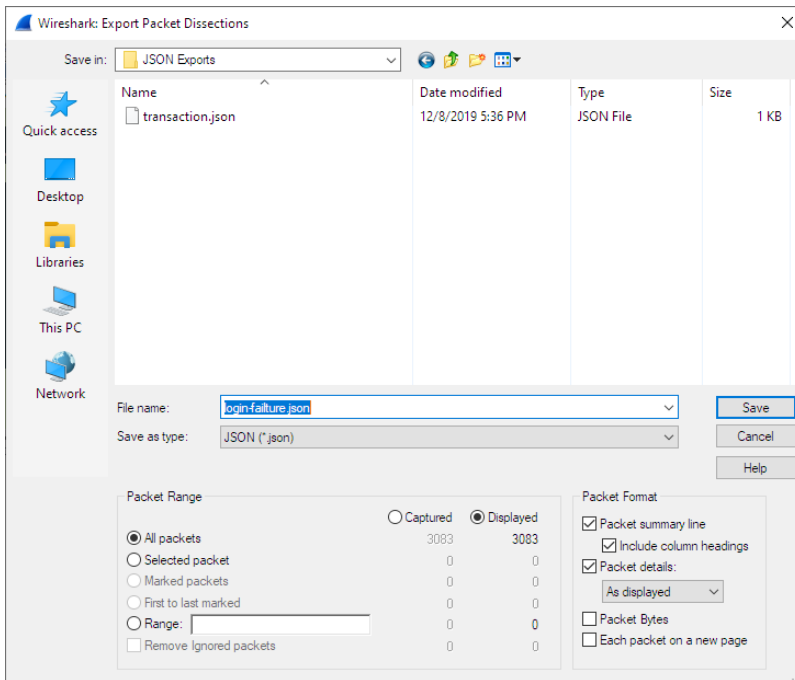 Wireshark: Export Packet Dissections
Save in: JSON Exports
Name Date modified Type Size
transaction.json 12/8/2019 5:36 PM JSON File 1 KB
Quick access
Desktop
Libraries
This PC
Network
File name: login-failture.json Save
Save as type: JSON (*.json) Cancel
Help
Packet Range
Captured Displayed
All packets 3083 3083
Selected packet 0 0
Marked packets 0 0
First to last marked 0 0
Range: 0 0
Remove Ignored packets 0 0
Packet Format
Packet summary line
Include column headings
Packet details:
As displayed
Packet Bytes
Each packet on a new page